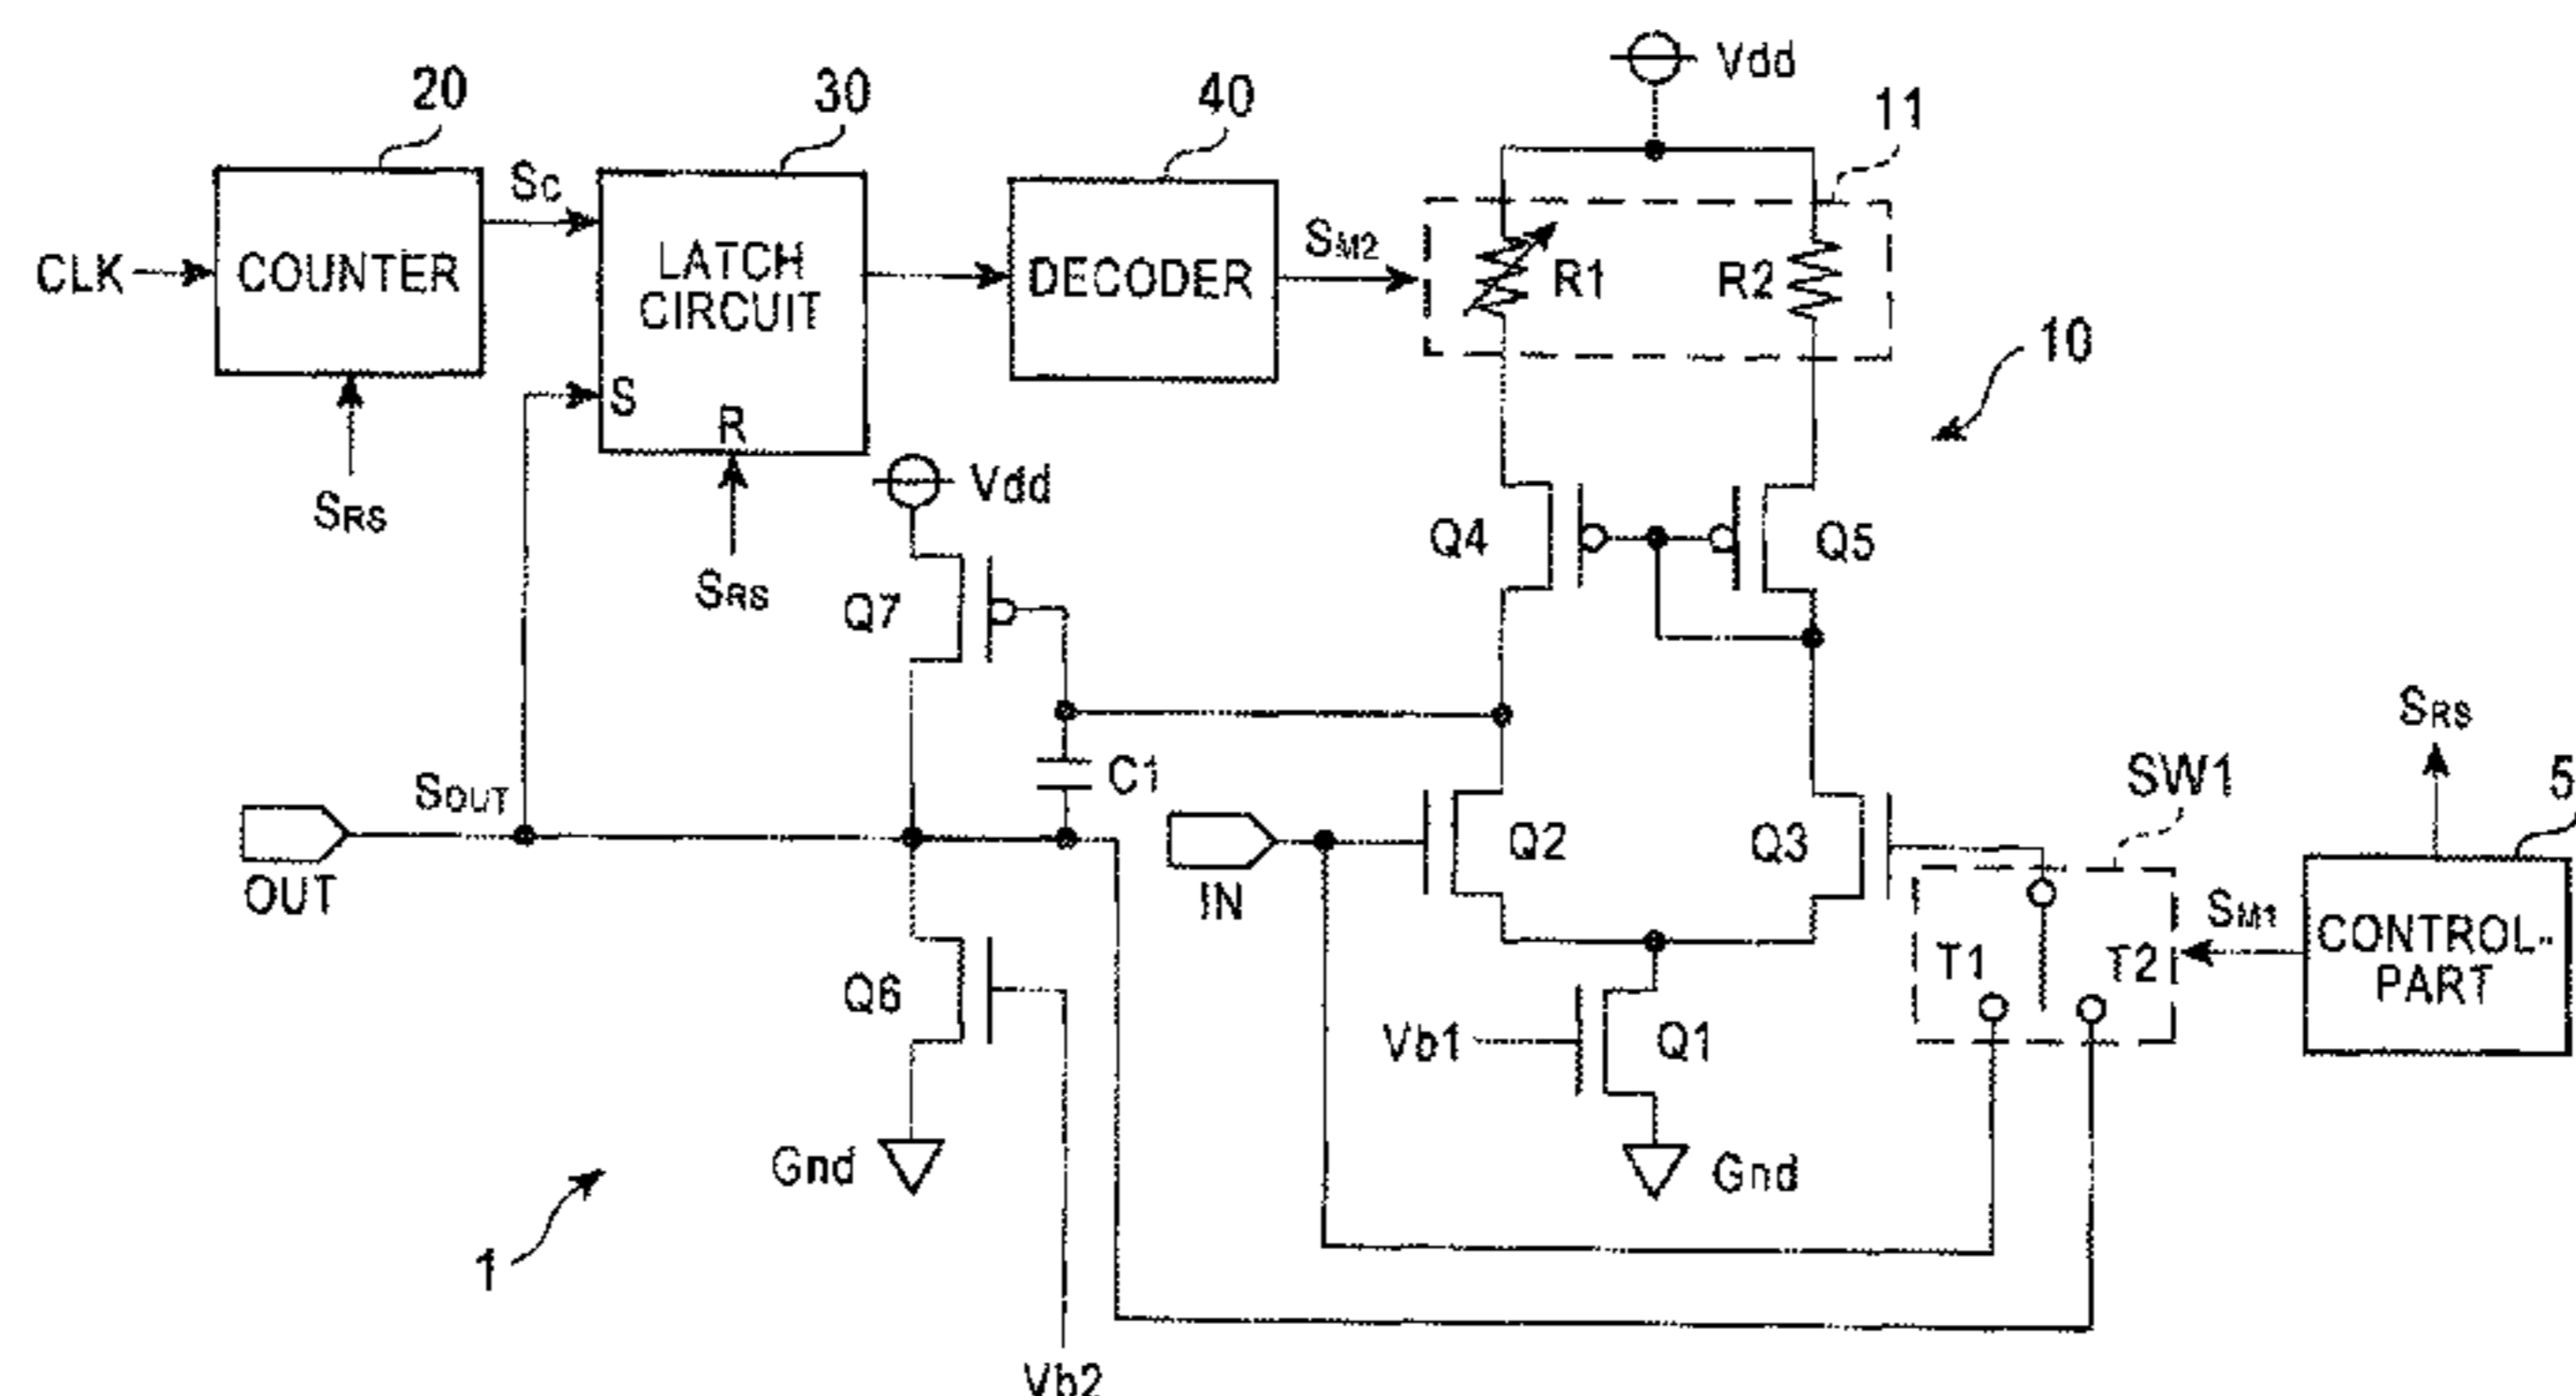 Vdd
20
30
40
11
Sc
CLK
COUNTER
LATCH
CIRCUIT
DECODER
SM2
R1
R2
10
S
R
SRS
SRS
Vdd
Q4
Q5
Q7
SRS
SOUT
C1
SW1
5
OUT
IN
Q2
Q3
SM1
CONTROL-
PART
T1
T2
Q6
Vb1
Q1
Gnd
Gnd
1
Vb2